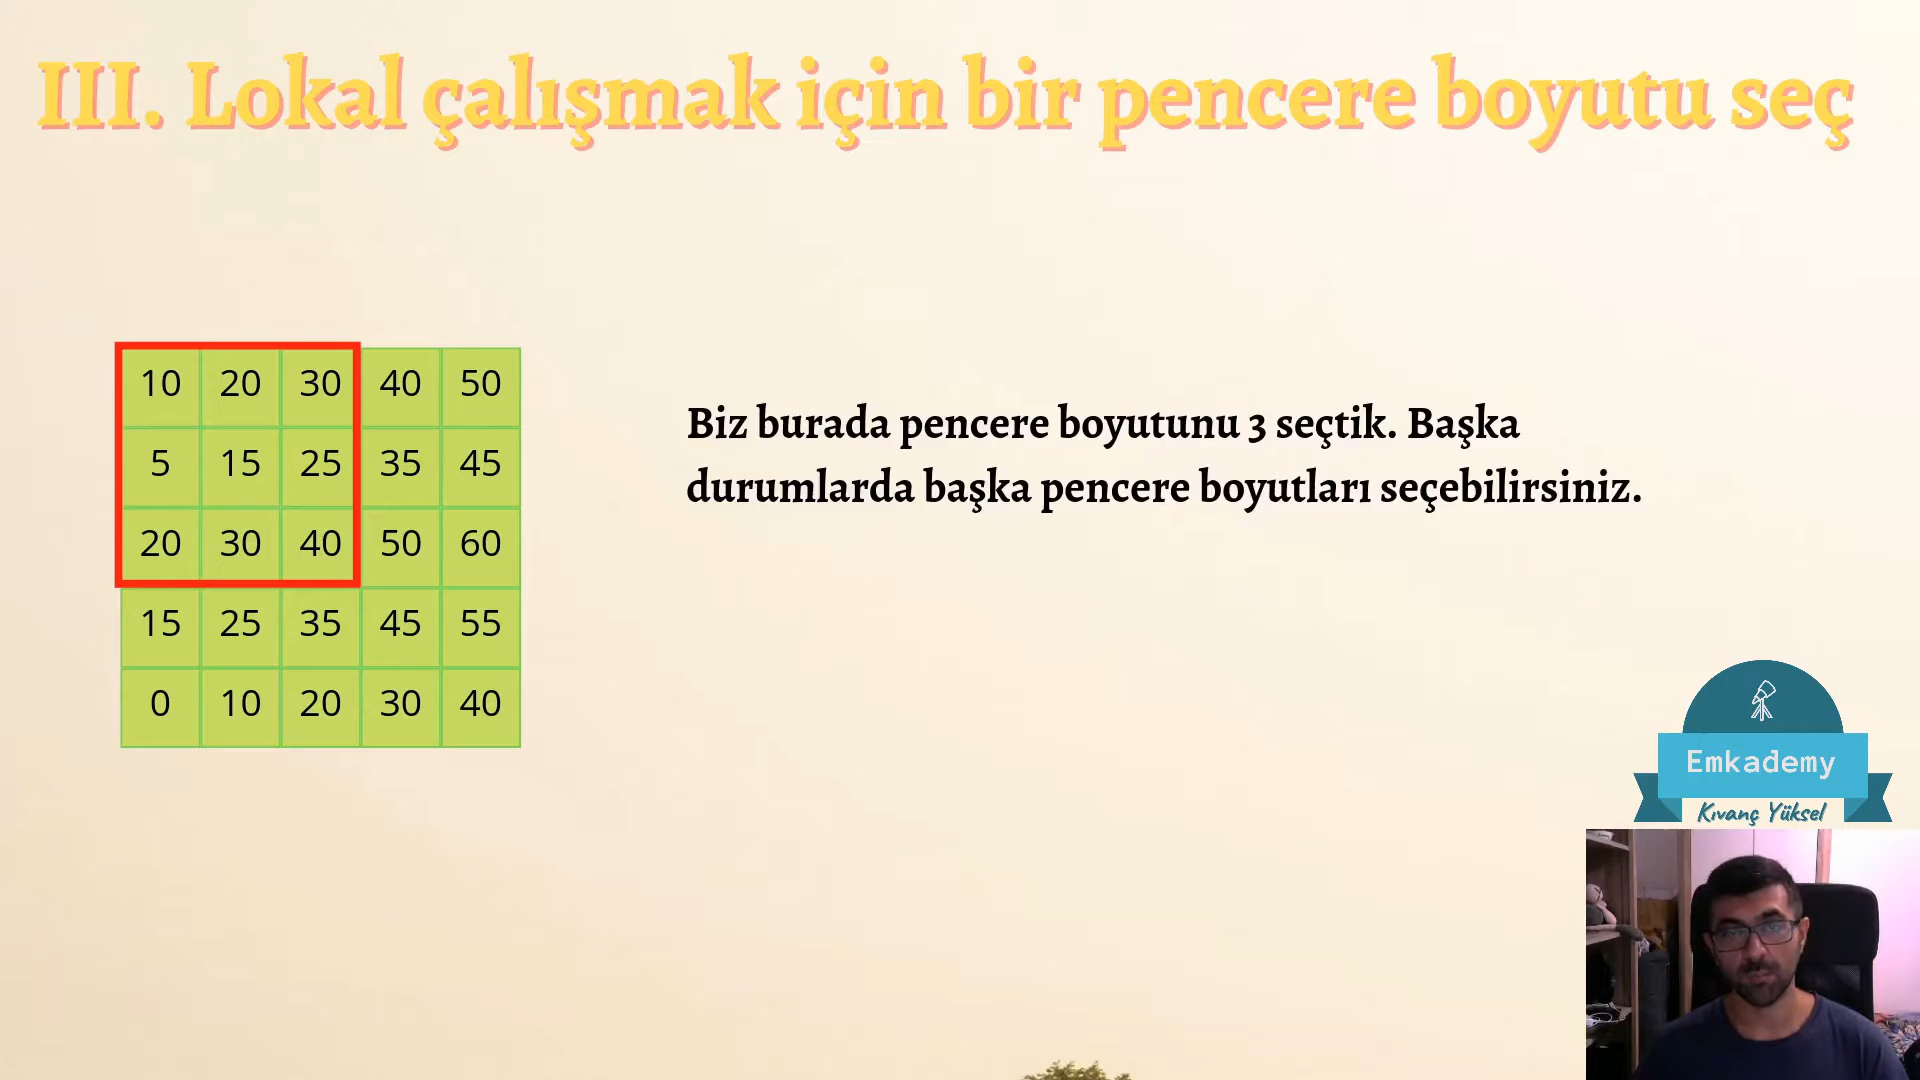 III. Lokal çalışmak için bir pencere boyutu seç
10 20 30 40 50
5 15 25 35 45
20 30 40 50 60
15 25 35 45 55
0 10 20 30 40
Biz burada pencere boyutunu 3 seçtik. Başka
durumlarda başka pencere boyutları seçebilirsiniz.
Emkademy
Kıvanç Yüksel